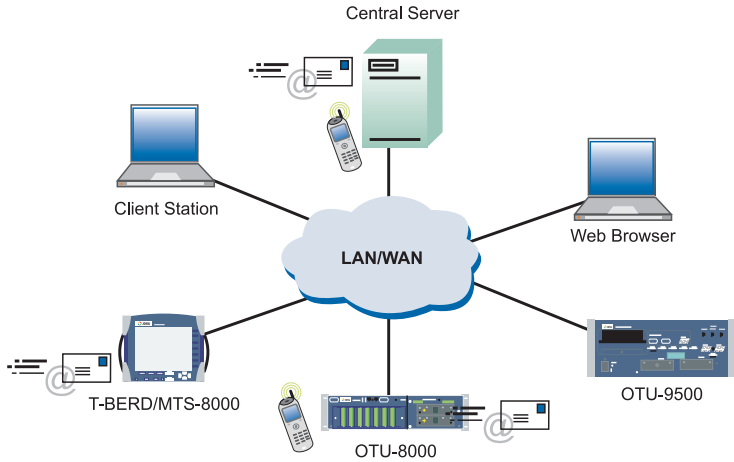 Central Server
@
Client Station
Web Browser
LAN/WAN
@
T-BERD/MTS-8000
OTU-9500
@
OTU-8000